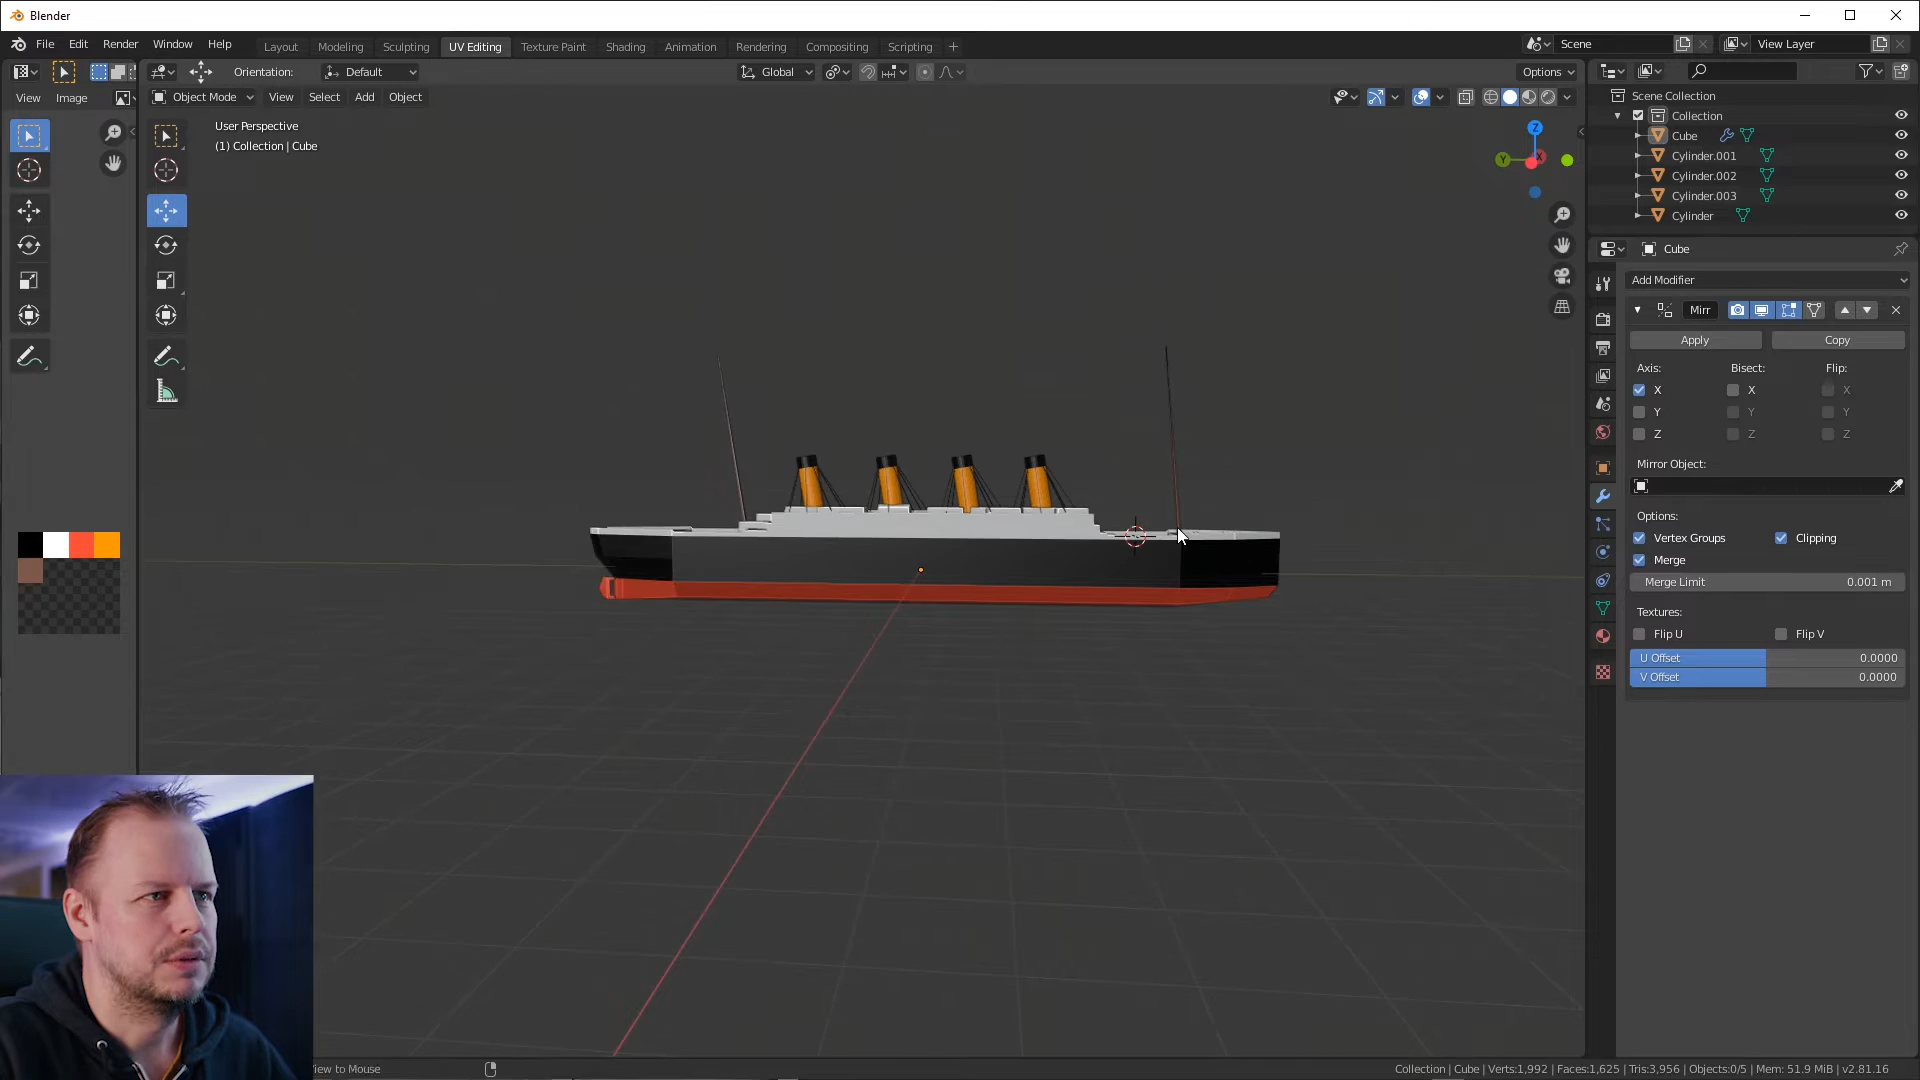 Blender
File Edit Render Window Help
Layout Modeling Sculpting UV Editing Texture Paint Shading Animation Rendering Compositing Scripting +
Scene
View Layer
Orientation: Default
Global
Options
View Image
Object Mode View Select Add Object
User Perspective
(1) Collection | Cube
Z
Y
X
Scene Collection
Collection
Cube
Cylinder.001
Cylinder.002
Cylinder.003
Cylinder
Cube
Add Modifier
Mirr
Apply Copy
Axis: Bisect: Flip:
X X X
Y Y Y
Z Z Z
Mirror Object:
Options:
Vertex Groups Clipping
Merge
Merge Limit 0.001 m
Textures:
Flip U Flip V
U Offset 0.0000
V Offset 0.0000
iew to Mouse
Collection | Cube | Verts:1,992 | Faces:1,625 | Tris:3,956 | Objects:0/5 | Mem: 51.9 MiB | v2.81.16